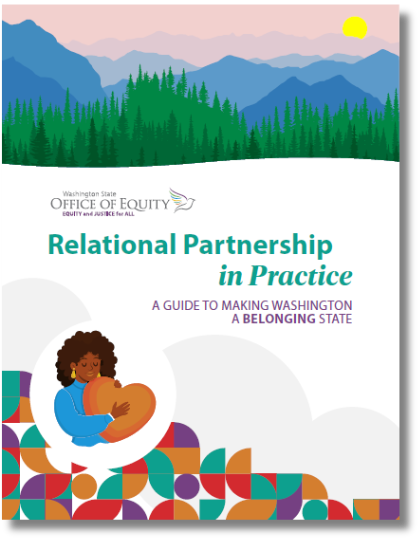 Washington State
OFFICE OF EQUITY
EQUITY and JUSTICE for ALL
Relational Partnership
in Practice
A GUIDE TO MAKING WASHINGTON
A BELONGING STATE